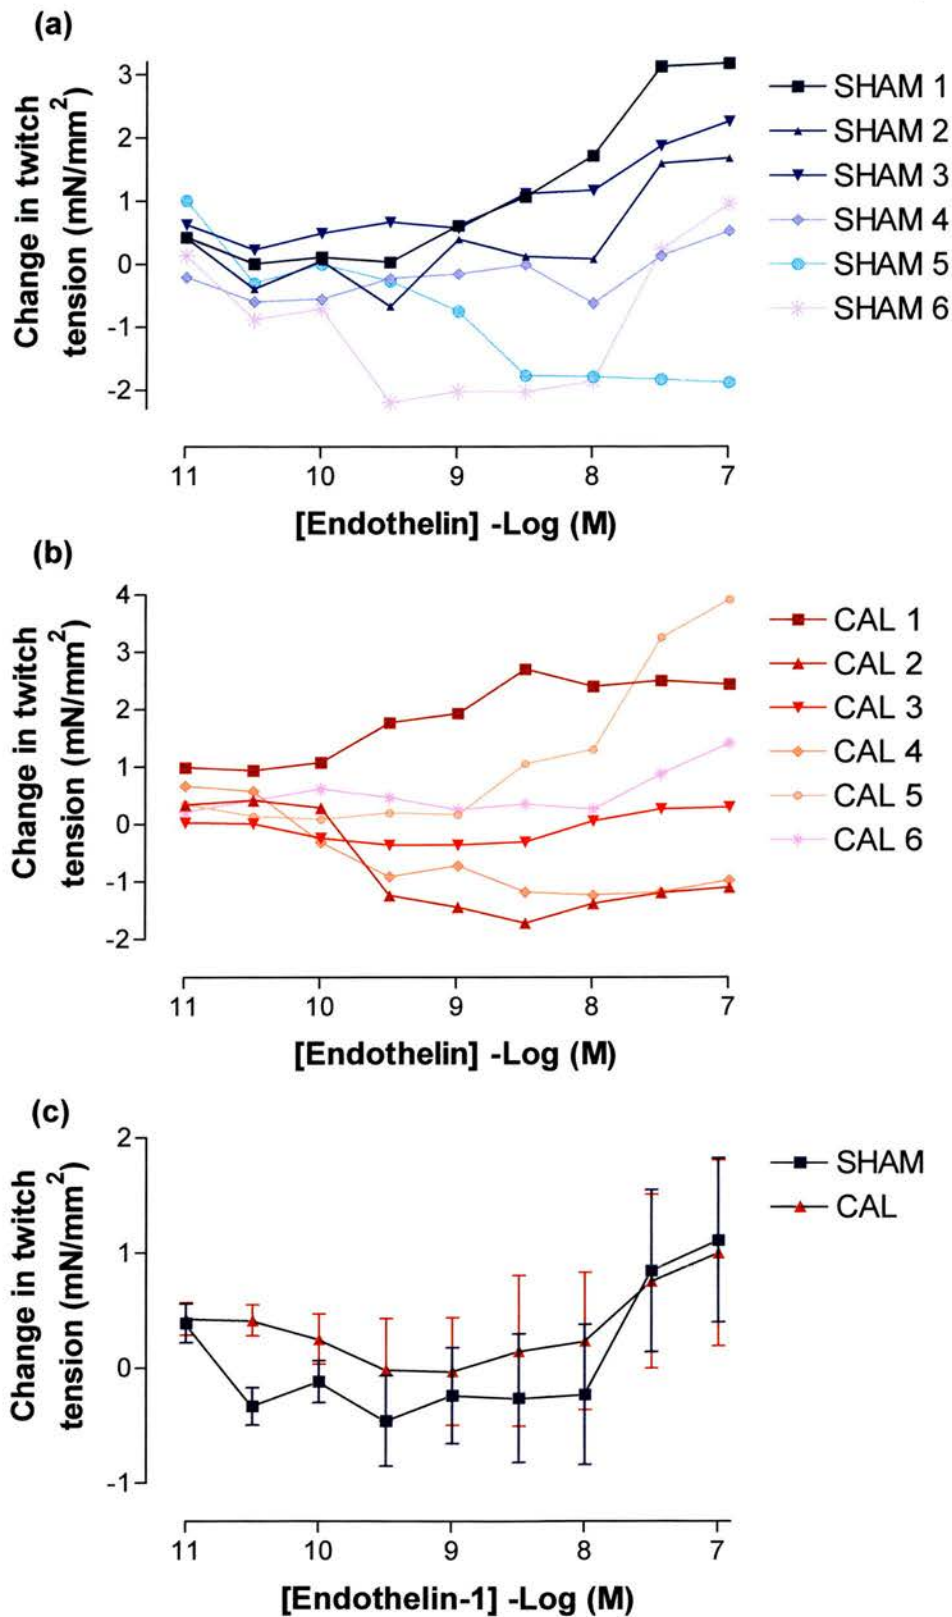 (a)
Change in twitch
tension (mN/mm²)
3
2
1
0
-1
-2
11 10 9 8 7
[Endothelin] -Log (M)
SHAM 1
SHAM 2
SHAM 3
SHAM 4
SHAM 5
SHAM 6
(b)
Change in twitch
tension (mN/mm²)
4
3
2
1
0
-1
-2
11 10 9 8 7
[Endothelin] -Log (M)
CAL 1
CAL 2
CAL 3
CAL 4
CAL 5
CAL 6
(c)
Change in twitch
tension (mN/mm²)
2
1
0
-1
11 10 9 8 7
[Endothelin-1] -Log (M)
SHAM
CAL